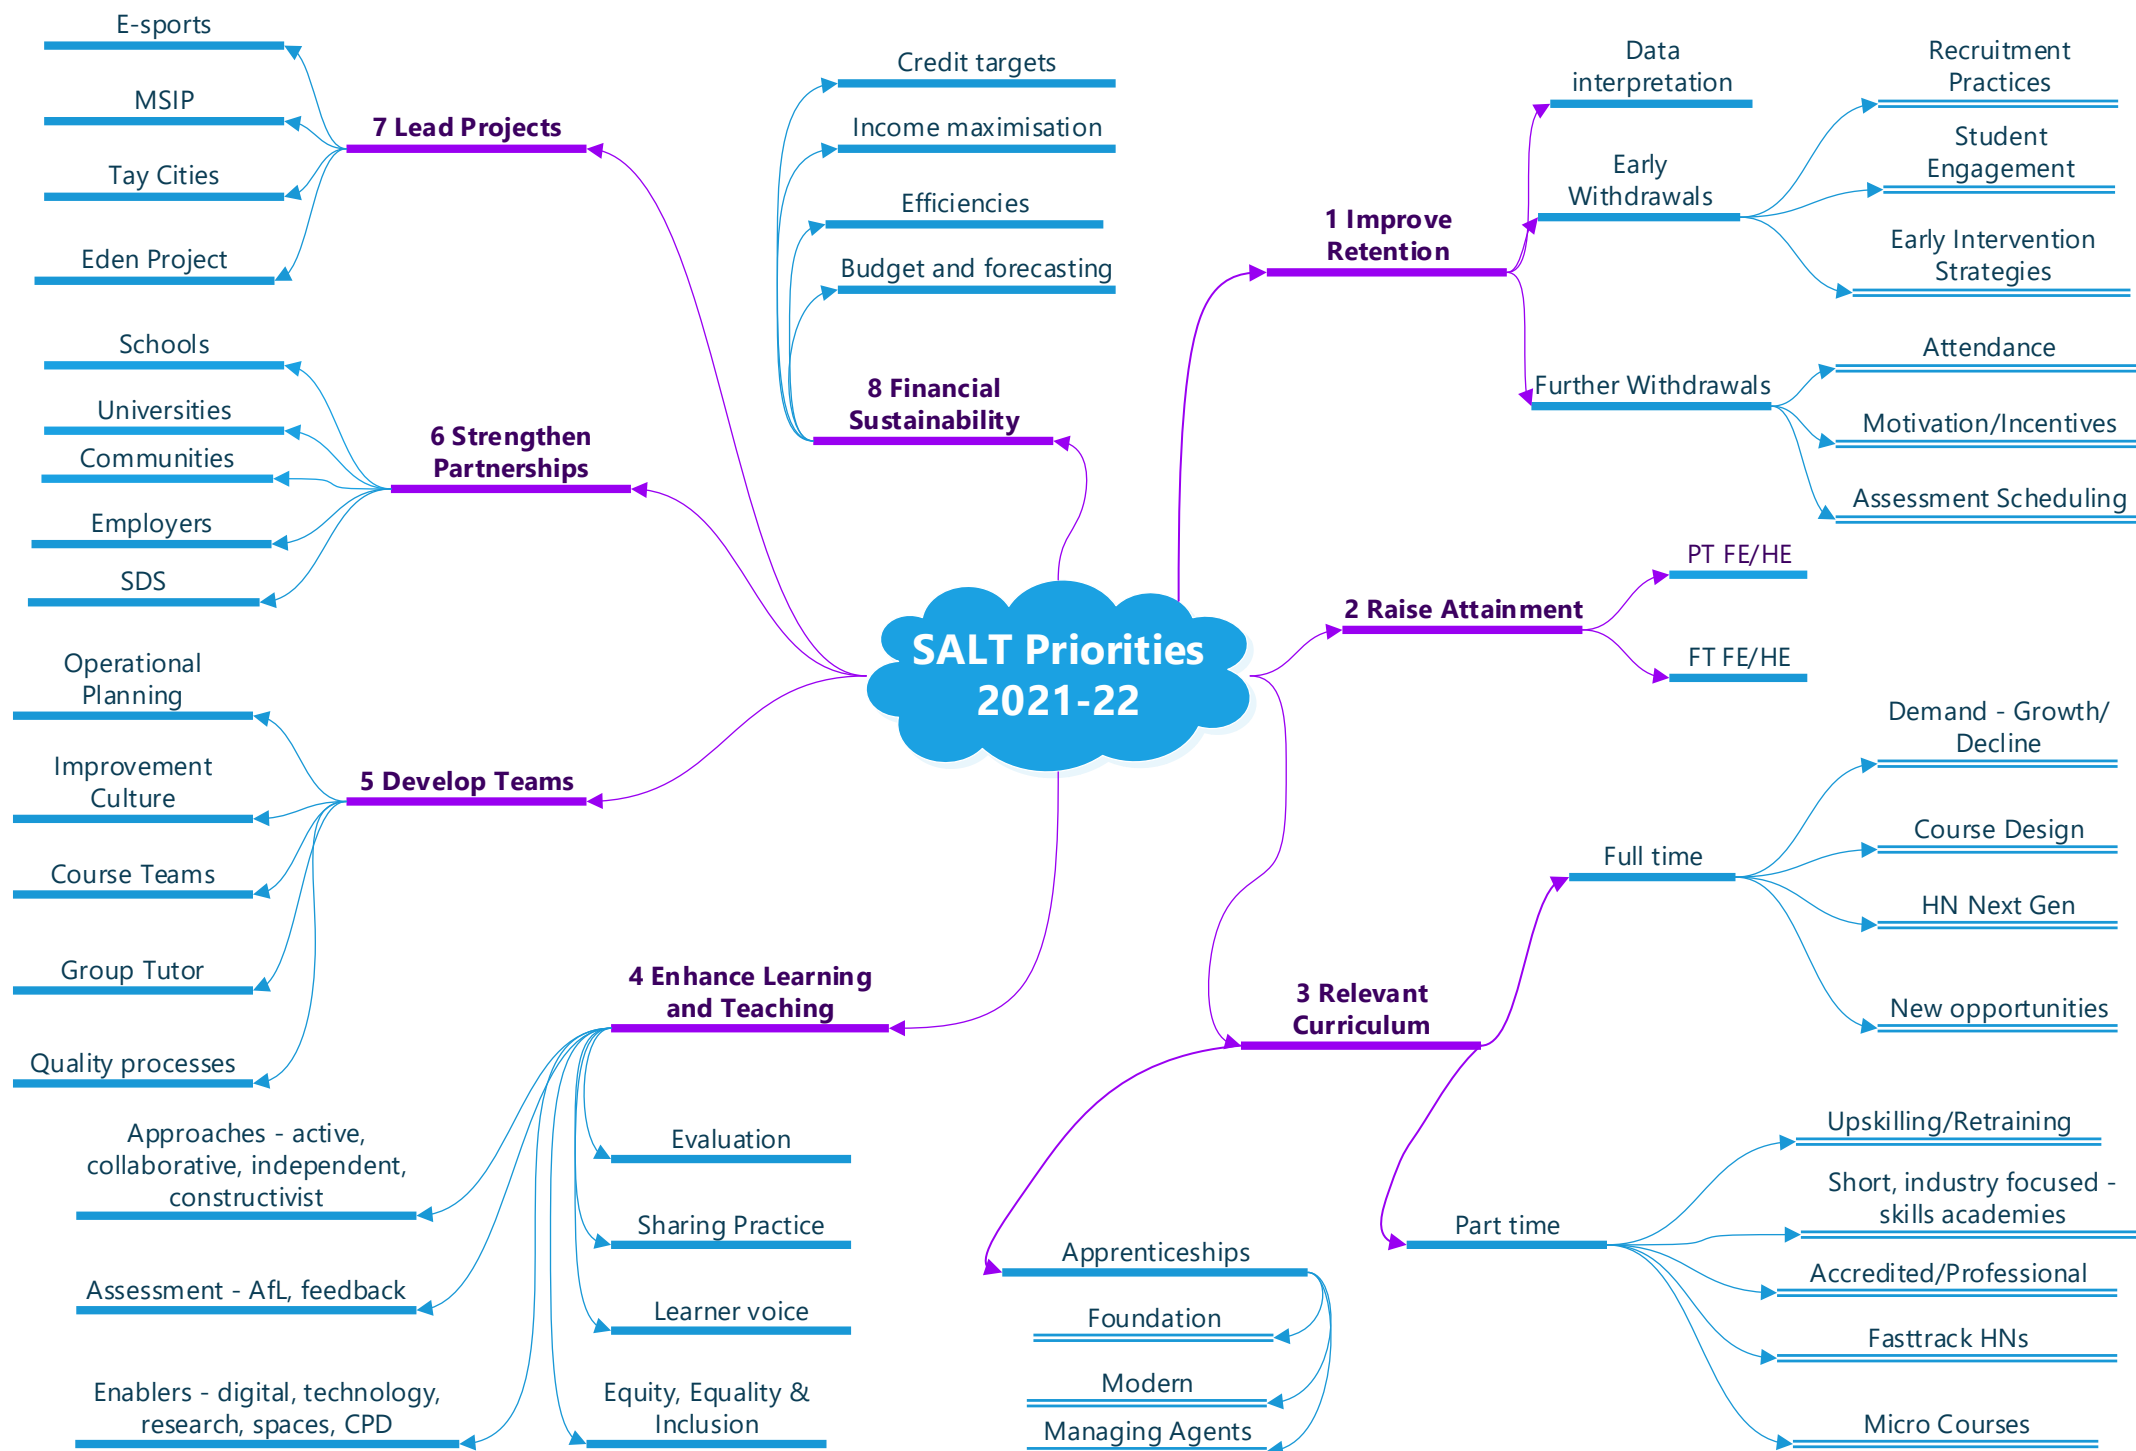 SALT Priorities
2021-22
1 Improve
Retention
Data
interpretation
Early
Withdrawals
Recruitment
Practices
Student
Engagement
Early Intervention
Strategies
Further Withdrawals
Attendance
Motivation/Incentives
Assessment Scheduling
2 Raise Attainment
PT FE/HE
FT FE/HE
3 Relevant
Curriculum
Full time
Demand - Growth/
Decline
Course Design
HN Next Gen
New opportunities
Part time
Upskilling/Retraining
Short, industry focused -
skills academies
Accredited/Professional
Fasttrack HNs
Micro Courses
Apprenticeships
Foundation
Modern
Managing Agents
4 Enhance Learning
and Teaching
Evaluation
Sharing Practice
Learner voice
Equity, Equality &
Inclusion
Approaches - active,
collaborative, independent,
constructivist
Assessment - AfL, feedback
Enablers - digital, technology,
research, spaces, CPD
5 Develop Teams
Operational
Planning
Improvement
Culture
Course Teams
Group Tutor
Quality processes
6 Strengthen
Partnerships
Schools
Universities
Communities
Employers
SDS
7 Lead Projects
E-sports
MSIP
Tay Cities
Eden Project
8 Financial
Sustainability
Credit targets
Income maximisation
Efficiencies
Budget and forecasting